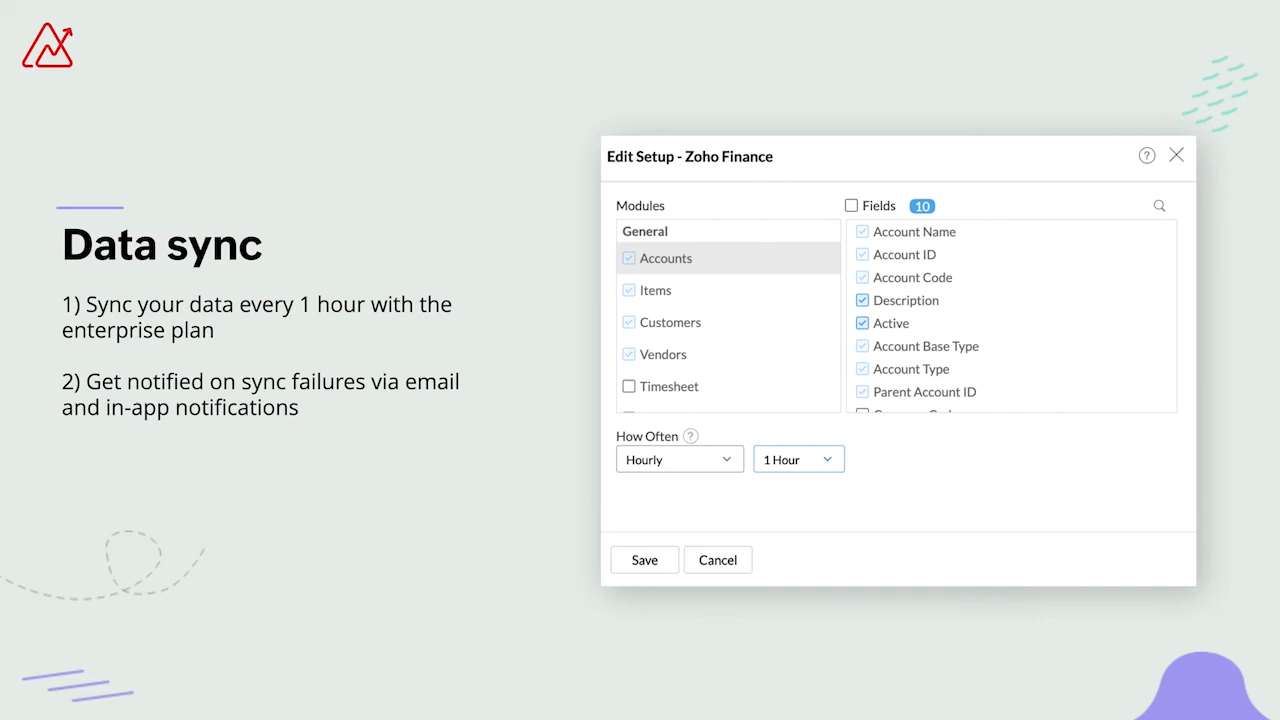 Data sync
1) Sync your data every 1 hour with the
enterprise plan
2) Get notified on sync failures via email
and in-app notifications
Edit Setup - Zoho Finance
?
Modules
General
Accounts
Items
Customers
Vendors
Timesheet
Fields 10
Account Name
Account ID
Account Code
Description
Active
Account Base Type
Account Type
Parent Account ID
How Often ?
Hourly
1 Hour
Save
Cancel